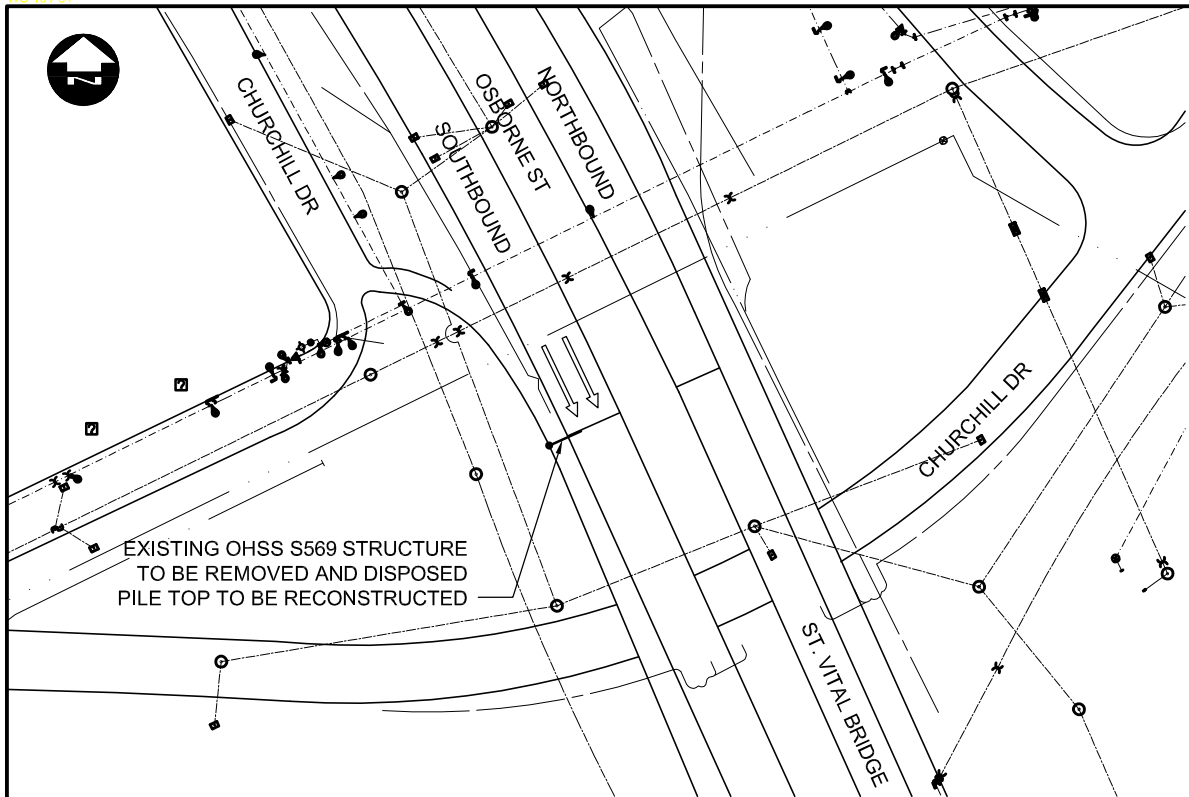 N
CHURCHILL DR
SOUTHBOUND
OSBORNE ST
NORTHBOUND
CHURCHILL DR
EXISTING OHSS S569 STRUCTURE
TO BE REMOVED AND DISPOSED
PILE TOP TO BE RECONSTRUCTED
ST. VITAL BRIDGE